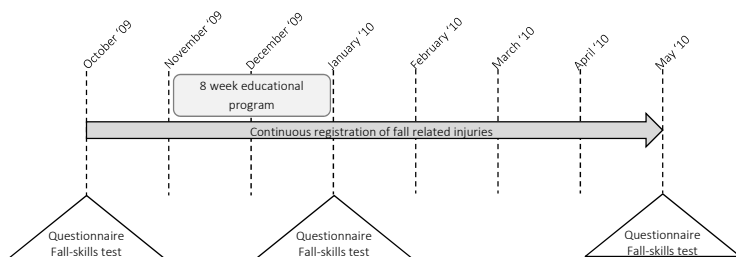 October ‘09
November ‘09
December ‘09
January ‘10
February ‘10
March ‘10
April ‘10
May ‘10
8 week educational
program
Continuous registration of fall related injuries
Questionnaire
Fall-skills test
Questionnaire
Fall-skills test
Questionnaire
Fall-skills test